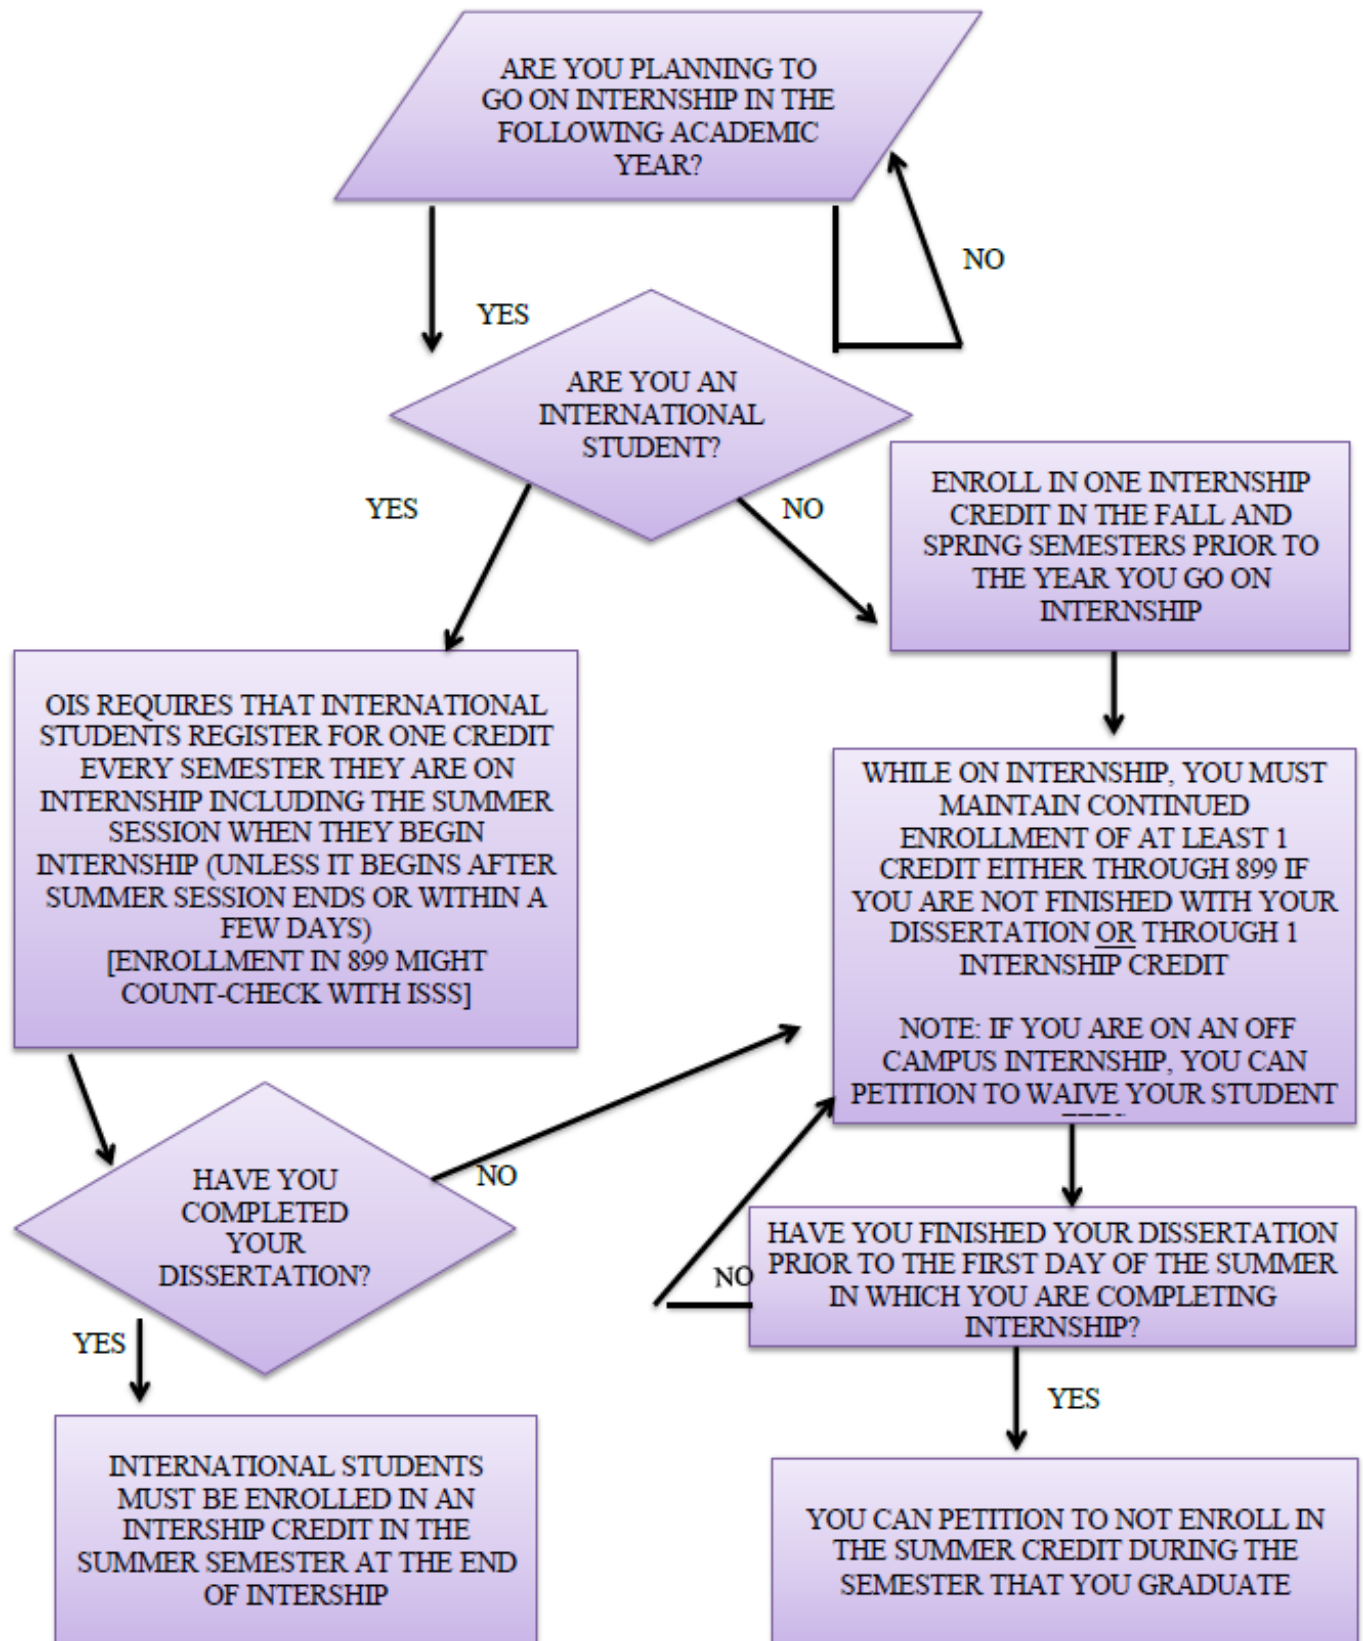 ARE YOU PLANNING TO
GO ON INTERNSHIP IN THE
FOLLOWING ACADEMIC
YEAR?
NO
YES
ARE YOU AN
INTERNATIONAL
STUDENT?
YES
NO
ENROLL IN ONE INTERNSHIP
CREDIT IN THE FALL AND
SPRING SEMESTERS PRIOR TO
THE YEAR YOU GO ON
INTERNSHIP
OIS REQUIRES THAT INTERNATIONAL
STUDENTS REGISTER FOR ONE CREDIT
EVERY SEMESTER THEY ARE ON
INTERNSHIP INCLUDING THE SUMMER
SESSION WHEN THEY BEGIN
INTERNSHIP (UNLESS IT BEGINS AFTER
SUMMER SESSION ENDS OR WITHIN A
FEW DAYS)
[ENROLLMENT IN 899 MIGHT
COUNT-CHECK WITH ISSS]
WHILE ON INTERNSHIP, YOU MUST
MAINTAIN CONTINUED
ENROLLMENT OF AT LEAST 1
CREDIT EITHER THROUGH 899 IF
YOU ARE NOT FINISHED WITH YOUR
DISSERTATION OR THROUGH 1
INTERNSHIP CREDIT
NOTE: IF YOU ARE ON AN OFF
CAMPUS INTERNSHIP, YOU CAN
PETITION TO WAIVE YOUR STUDENT
HAVE YOU
COMPLETED
YOUR
DISSERTATION?
NO
YES
HAVE YOU FINISHED YOUR DISSERTATION
PRIOR TO THE FIRST DAY OF THE SUMMER
IN WHICH YOU ARE COMPLETING
INTERNSHIP?
NO
YES
INTERNATIONAL STUDENTS
MUST BE ENROLLED IN AN
INTERSHIP CREDIT IN THE
SUMMER SEMESTER AT THE END
OF INTERSHIP
YOU CAN PETITION TO NOT ENROLL IN
THE SUMMER CREDIT DURING THE
SEMESTER THAT YOU GRADUATE